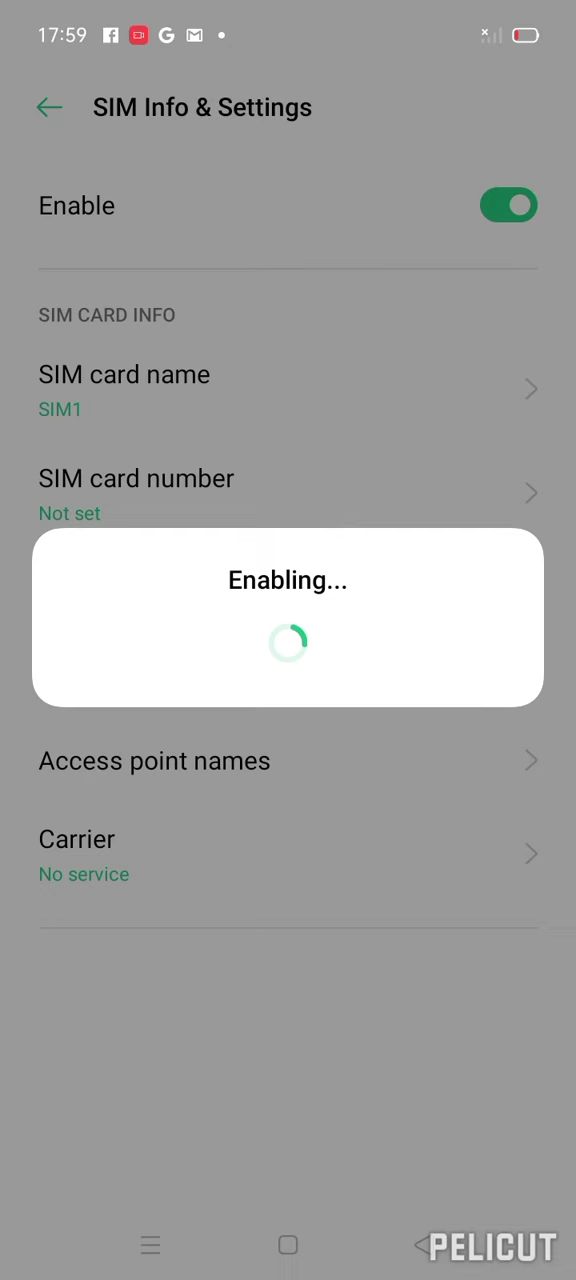 17:59
SIM Info & Settings
Enable
SIM CARD INFO
SIM card name
SIM1
SIM card number
Not set
Enabling...
Access point names
Carrier
No service
PELICUT